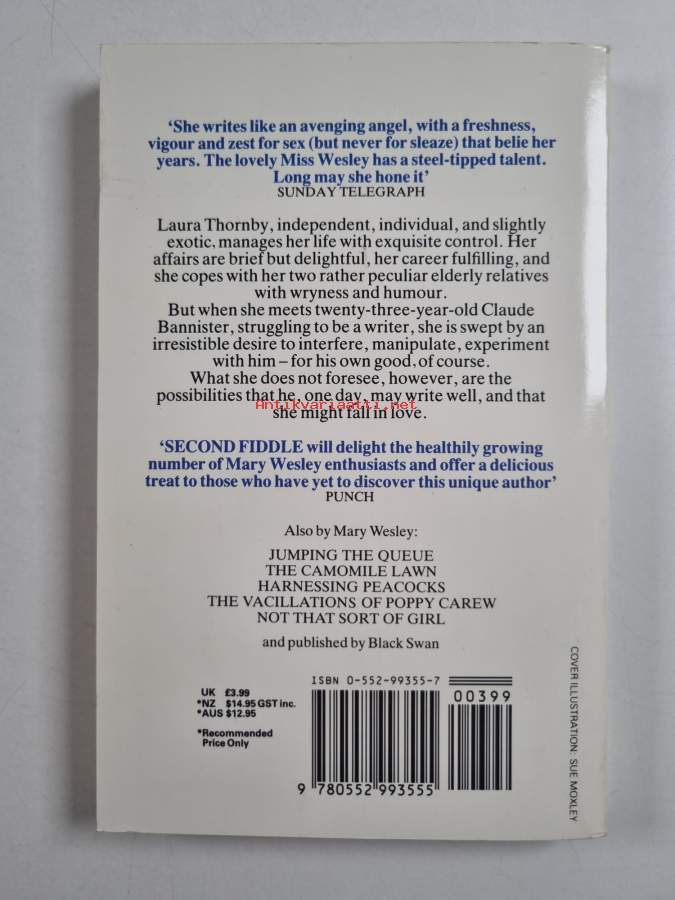 ‘She writes like an avenging angel, with a freshness,
vigour and zest for sex (but never for sleaze) that belie her
years. The lovely Miss Wesley has a steel-tipped talent.
Long may she hone it’
SUNDAY TELEGRAPH
Laura Thornby, independent, individual, and slightly
exotic, manages her life with exquisite control. Her
affairs are brief but delightful, her career fulfilling, and
she copes with her two rather peculiar elderly relatives
with wryness and humour.
But when she meets twenty-three-year-old Claude
Bannister, struggling to be a writer, she is swept by an
irresistible desire to interfere, manipulate, experiment
with him – for his own good, of course.
What she does not foresee, however, are the
possibilities that he, one day, may write well, and that
Antikvariaatti.net
she might fall in love.
‘SECOND FIDDLE will delight the healthily growing
number of Mary Wesley enthusiasts and offer a delicious
treat to those who have yet to discover this unique author’
PUNCH
Also by Mary Wesley:
JUMPING THE QUEUE
THE CAMOMILE LAWN
HARNESSING PEACOCKS
THE VACILLATIONS OF POPPY CAREW
NOT THAT SORT OF GIRL
and published by Black Swan
UK £3.99
*NZ $14.95 GST inc.
*AUS $12.95
*Recommended
Price Only
ISBN 0-552-99355-7
00399
9 780552 993555
COVER ILLUSTRATION: SUE MOXLEY